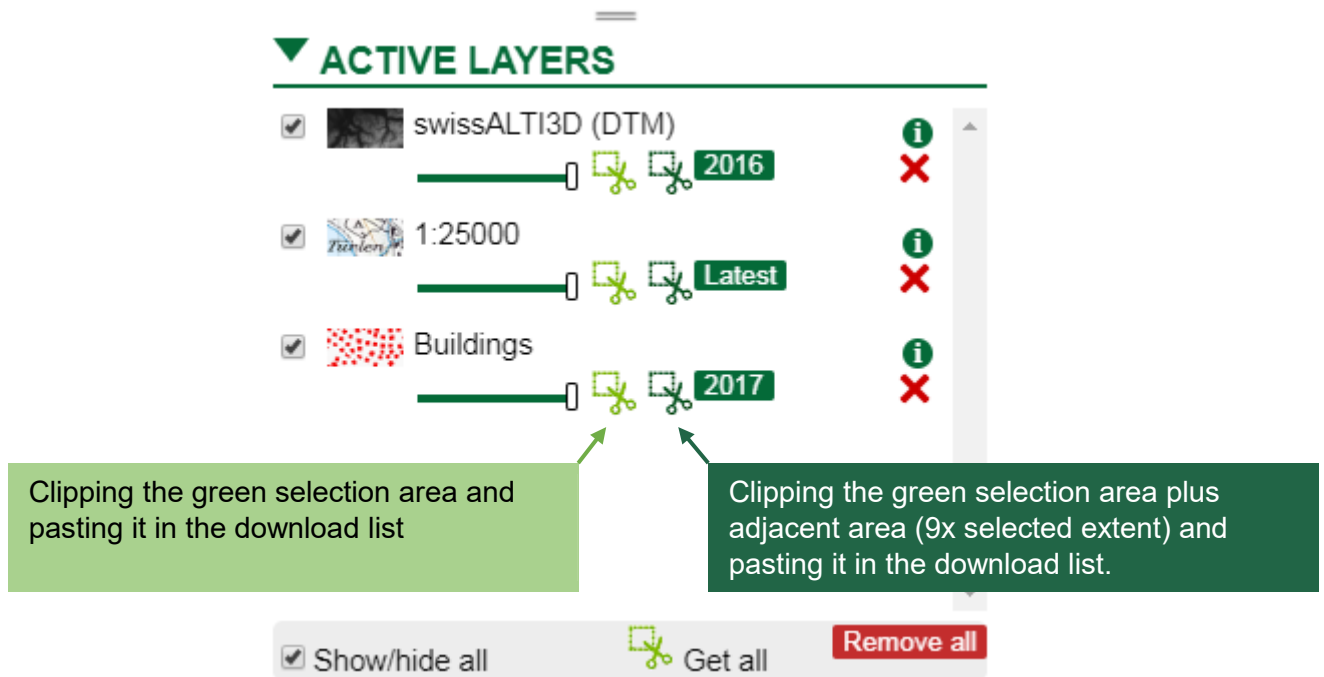 ACTIVE LAYERS
swissALTI3D (DTM)
2016
1:25000
Türlen
Latest
Buildings
2017
Clipping the green selection area and
pasting it in the download list
Clipping the green selection area plus
adjacent area (9x selected extent) and
pasting it in the download list.
Show/hide all
Get all
Remove all